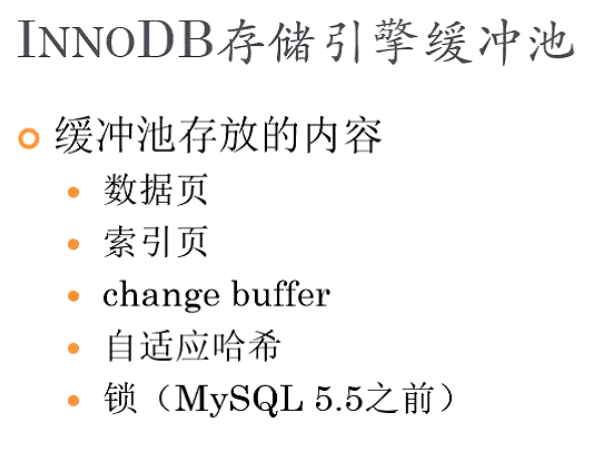 INNODB存储引擎缓冲池
缓冲池存放的内容
数据页
索引页
change buffer
自适应哈希
锁（MySQL 5.5之前）